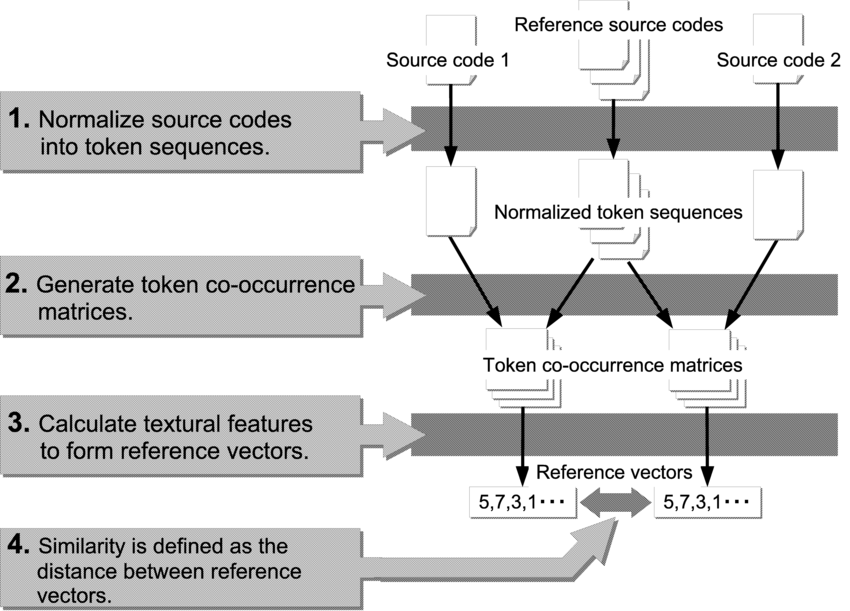 Reference source codes
Source code 1
Source code 2
1. Normalize source codes
into token sequences.
Normalized token sequences
2. Generate token co-occurrence
matrices.
Token co-occurrence matrices
3. Calculate textural features
to form reference vectors.
Reference vectors
5,7,3,1···
5,7,3,1···
4. Similarity is defined as the
distance between reference
vectors.